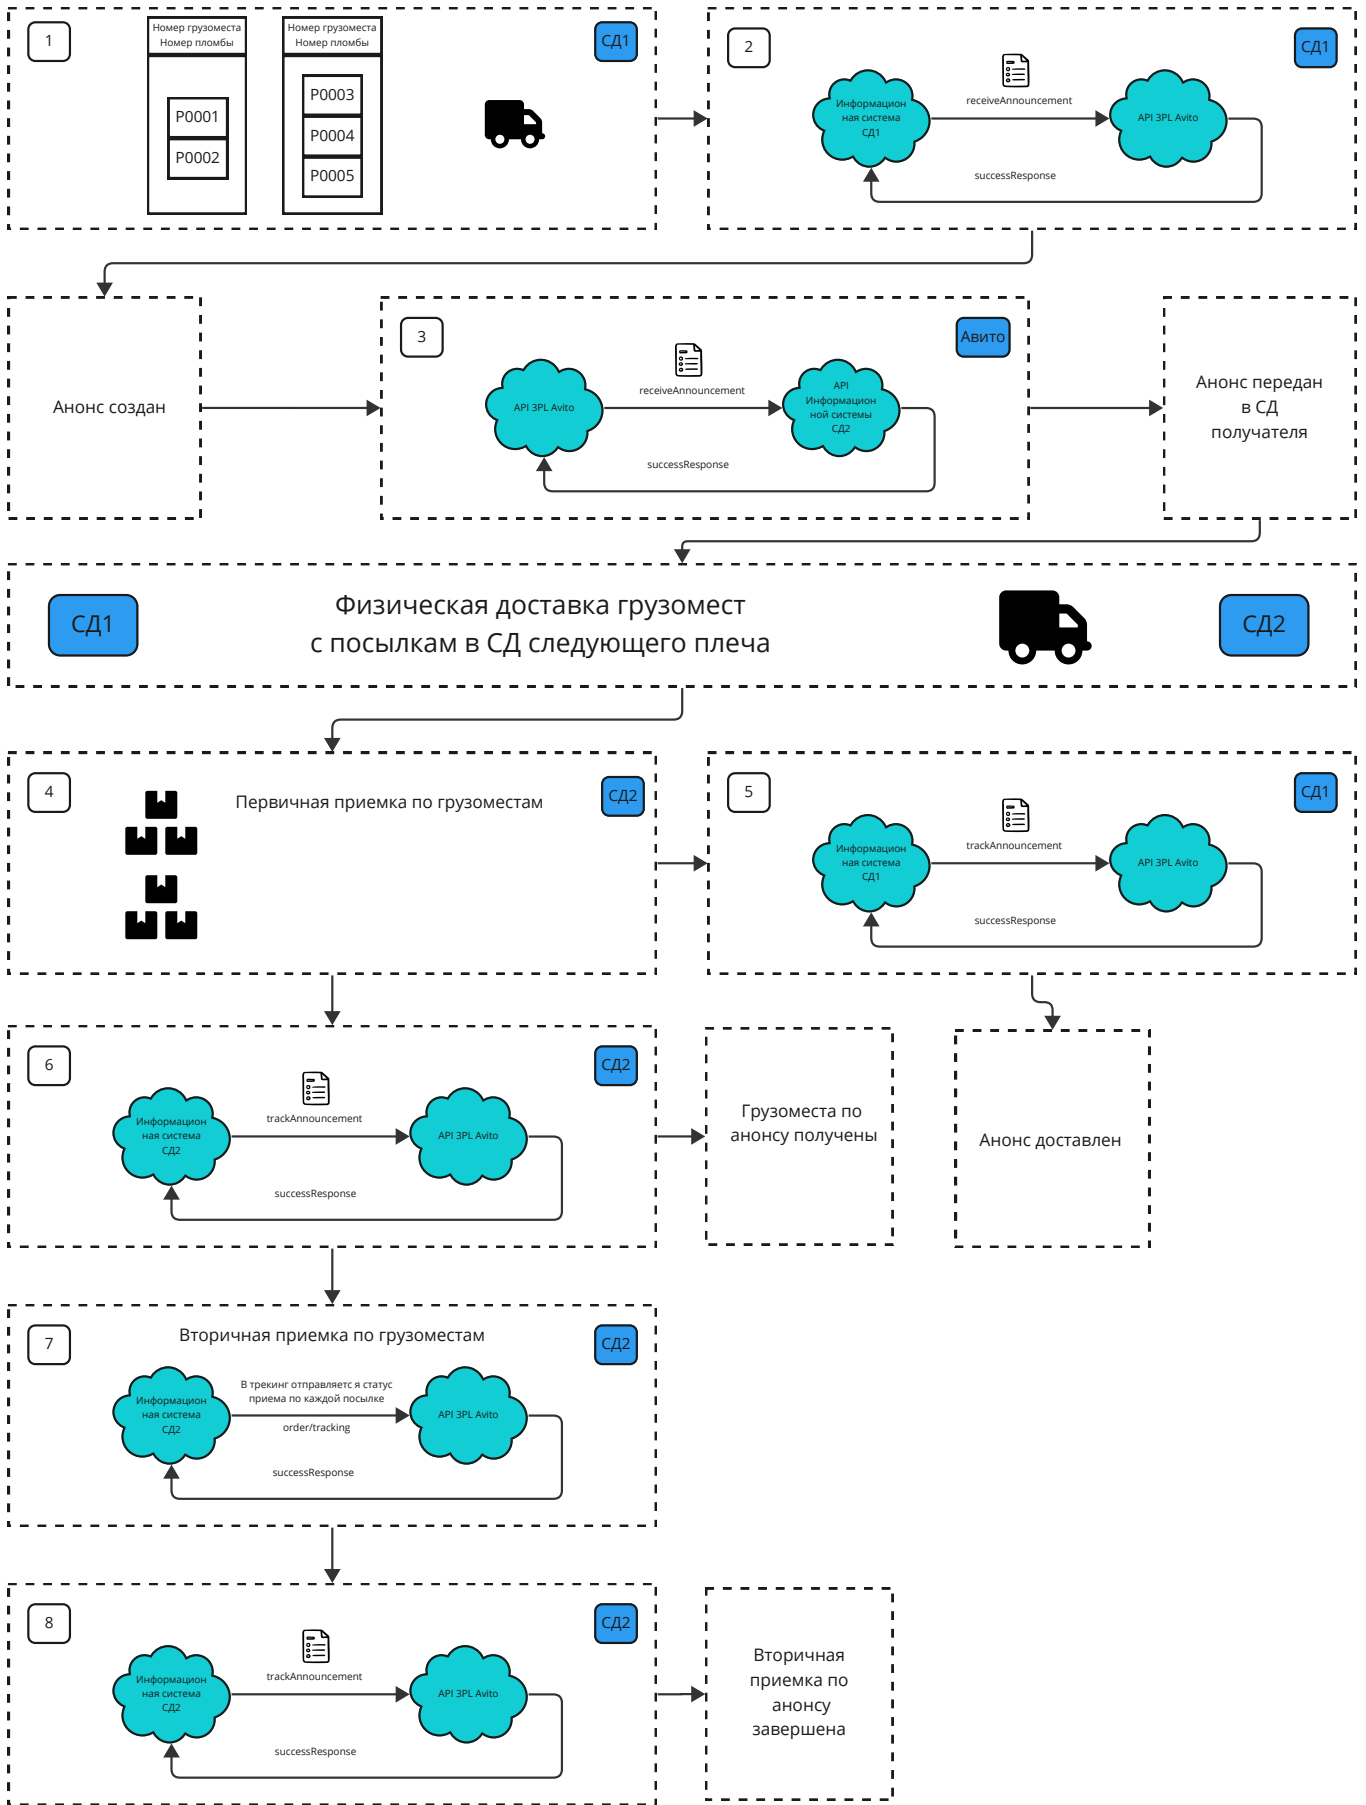 1
Номер грузоместа
Номер пломбы
P0001
P0002
Номер грузоместа
Номер пломбы
P0003
P0004
P0005
СД1
2
СД1
Информацион
ная система
СД1
receiveAnnouncement
API 3PL Avito
successResponse
Анонс создан
3
Авито
API 3PL Avito
receiveAnnouncement
API
Информацион
ной системы
СД2
successResponse
Анонс передан
в СД
получателя
СД1
Физическая доставка грузомест
с посылкам в СД следующего плеча
СД2
4
Первичная приемка по грузоместам
СД2
5
СД1
Информацион
ная система
СД1
trackAnnouncement
API 3PL Avito
successResponse
6
СД2
Информацион
ная система
СД2
trackAnnouncement
API 3PL Avito
successResponse
Грузоместа по
анонсу получены
Анонс доставлен
7
Вторичная приемка по грузоместам
СД2
Информацион
ная система
СД2
В трекинг отправляетс я статус
приема по каждой посылке
order/tracking
API 3PL Avito
successResponse
8
СД2
Информацион
ная система
СД2
trackAnnouncement
API 3PL Avito
successResponse
Вторичная
приемка по
анонсу
завершена